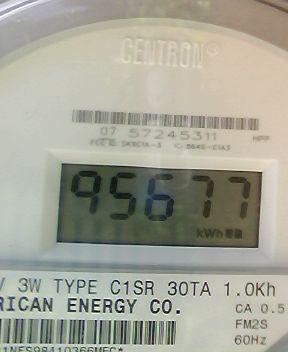 CENTRON®
07 57245311 HPP
95677
kWh
V 3W TYPE C1SR 30TA 1.0Kh
RICAN ENERGY CO. CA 0.5
FM2S
60Hz